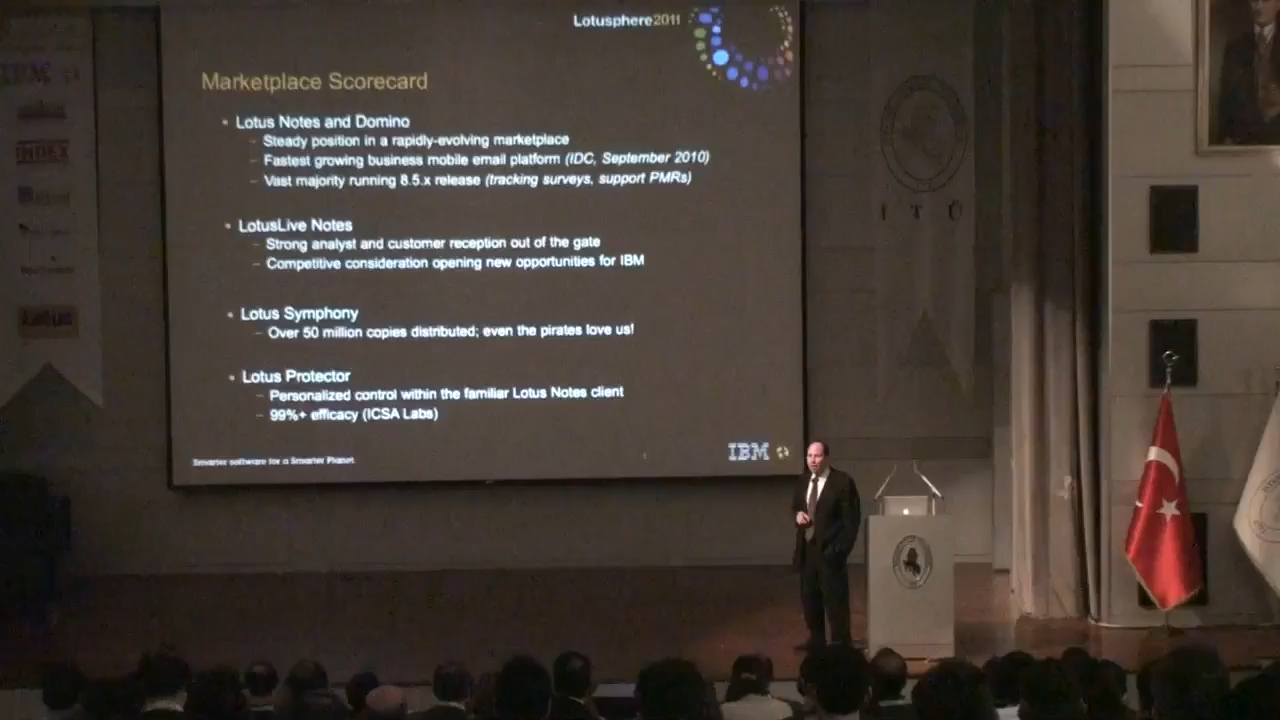 Lotusphere2011
Marketplace Scorecard
Lotus Notes and Domino
– Steady position in a rapidly-evolving marketplace
– Fastest growing business mobile email platform (IDC, September 2010)
– Vast majority running 8.5.x release (tracking surveys, support PMRs)
LotusLive Notes
– Strong analyst and customer reception out of the gate
– Competitive consideration opening new opportunities for IBM
Lotus Symphony
– Over 50 million copies distributed; even the pirates love us!
Lotus Protector
– Personalized control within the familiar Lotus Notes client
– 99%+ efficacy (ICSA Labs)
Smarter software for a Smarter Planet
IBM
IBM
INDEX
Lotus
İ T Ü